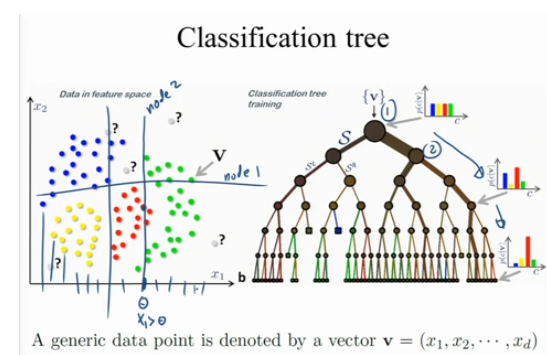 Classification tree
Data in feature space
node 2
Classification tree training
{v}
1
x₂
?
?
?
V
node 1
S
2
c
c
c
?
?
x₁
b
θ
x₁>θ
A generic data point is denoted by a vector v = (x₁, x₂, ⋯ , x_d)